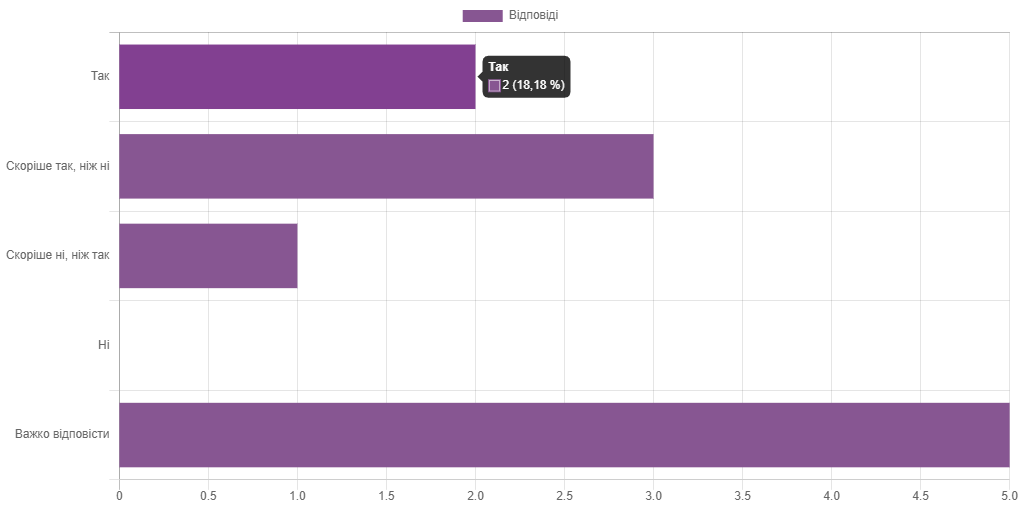 Відповіді
Так
Так
2 (18,18 %)
Скоріше так, ніж ні
Скоріше ні, ніж так
Ні
Важко відповісти
0 0.5 1.0 1.5 2.0 2.5 3.0 3.5 4.0 4.5 5.0